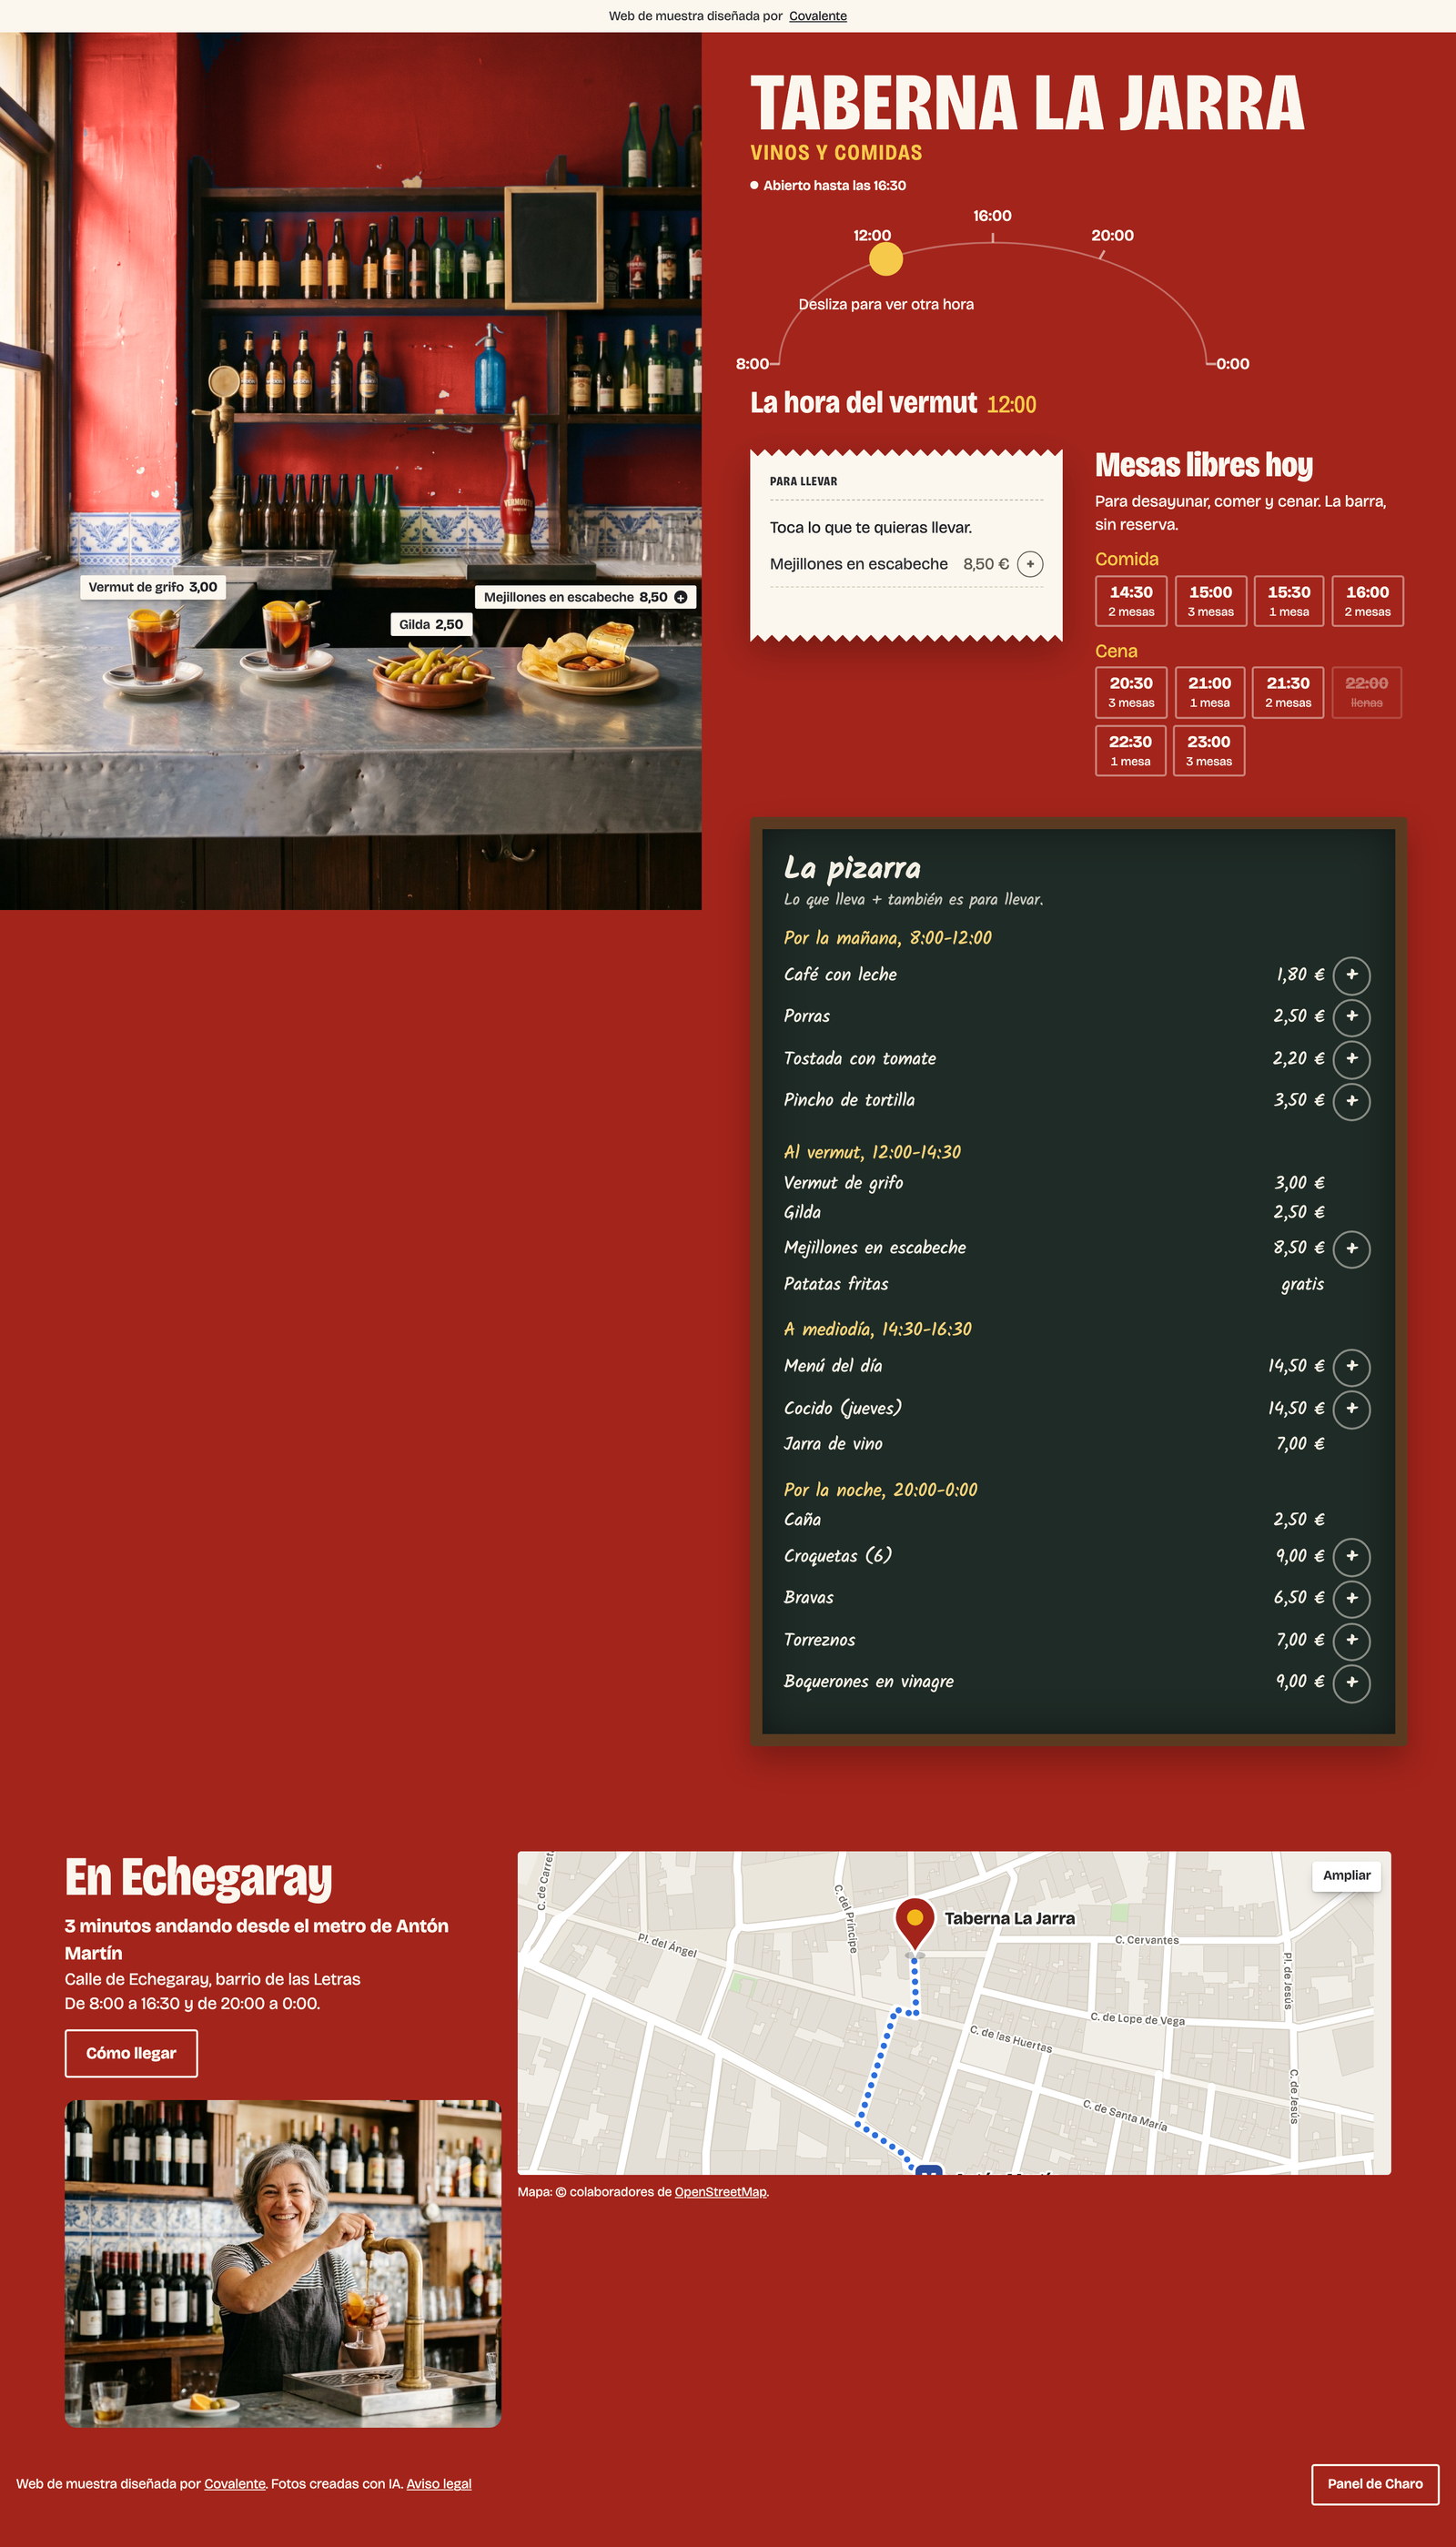 Web de muestra diseñada por Covalente
TABERNA LA JARRA
VINOS Y COMIDAS
Abierto hasta las 16:30
16:00
12:00
20:00
Desliza para ver otra hora
8:00
0:00
La hora del vermut 12:00
VERMOUTH
Vermut de grifo 3,00
Mejillones en escabeche 8,50 +
Gilda 2,50
PARA LLEVAR
Toca lo que te quieras llevar.
Mejillones en escabeche 8,50 € +
Mesas libres hoy
Para desayunar, comer y cenar. La barra,
sin reserva.
Comida
14:30 15:00 15:30 16:00
2 mesas 3 mesas 1 mesa 2 mesas
Cena
20:30 21:00 21:30 22:00
3 mesas 1 mesa 2 mesas llenas
22:30 23:00
1 mesa 3 mesas
La pizarra
Lo que lleva + también es para llevar.
Por la mañana, 8:00-12:00
Café con leche 1,80 € +
Porras 2,50 € +
Tostada con tomate 2,20 € +
Pincho de tortilla 3,50 € +
Al vermut, 12:00-14:30
Vermut de grifo 3,00 €
Gilda 2,50 €
Mejillones en escabeche 8,50 € +
Patatas fritas gratis
A mediodía, 14:30-16:30
Menú del día 14,50 € +
Cocido (jueves) 14,50 € +
Jarra de vino 7,00 €
Por la noche, 20:00-0:00
Caña 2,50 €
Croquetas (6) 9,00 € +
Bravas 6,50 € +
Torreznos 7,00 € +
Boquerones en vinagre 9,00 € +
En Echegaray
3 minutos andando desde el metro de Antón
Martín
Calle de Echegaray, barrio de las Letras
De 8:00 a 16:30 y de 20:00 a 0:00.
Cómo llegar
Ampliar
C. de Carret
C. del Príncipe
Taberna La Jarra
Pl. del Ángel
C. Cervantes
Pl. de Jesús
C. de Lope de Vega
C. de las Huertas
C. de Jesús
C. de Santa María
Mapa: © colaboradores de OpenStreetMap.
Web de muestra diseñada por Covalente. Fotos creadas con IA. Aviso legal
Panel de Charo